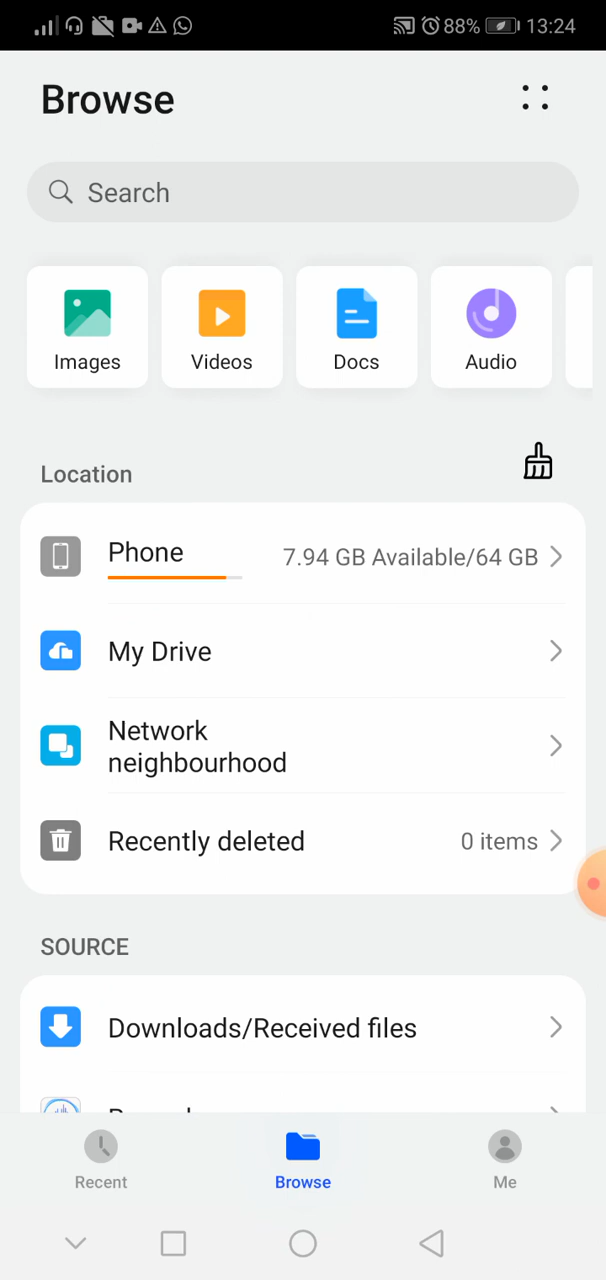 88% 13:24
Browse
Search
Images Videos Docs Audio
Location
Phone 7.94 GB Available/64 GB
My Drive
Network
neighbourhood
Recently deleted 0 items
SOURCE
Downloads/Received files
Recent Browse Me